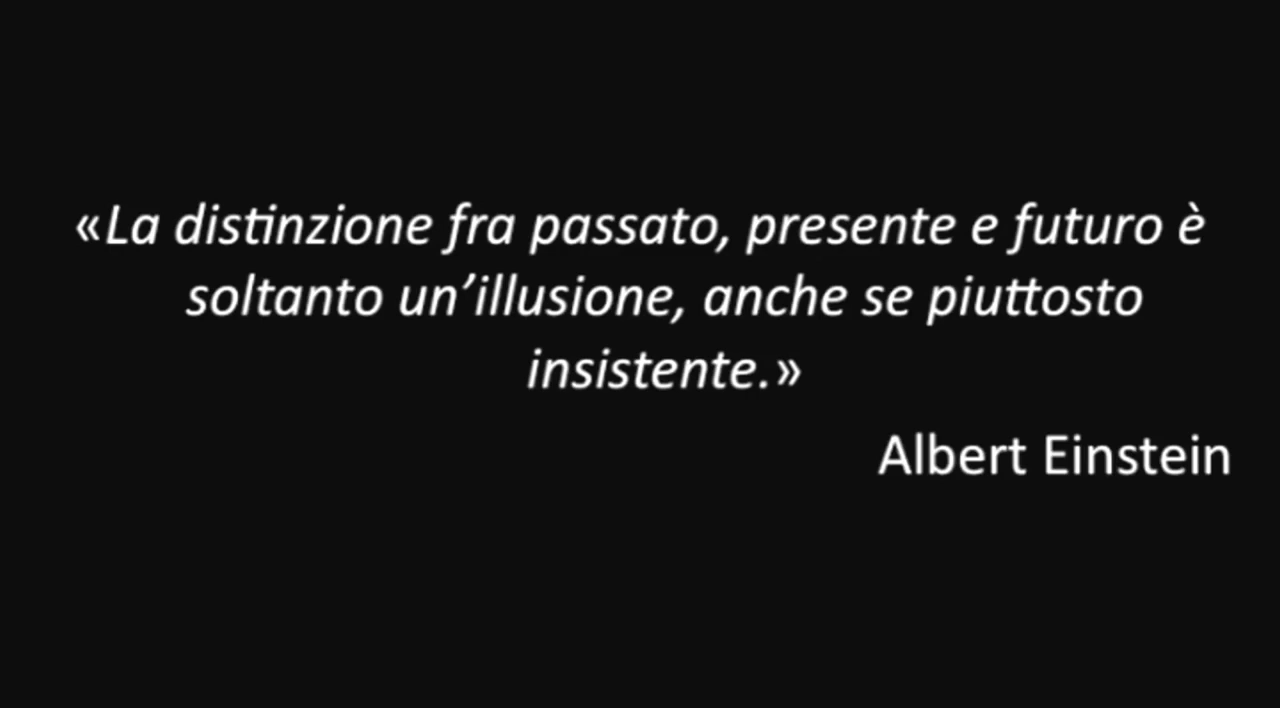 «La distinzione fra passato, presente e futuro è
soltanto un’illusione, anche se piuttosto
insistente.»
Albert Einstein